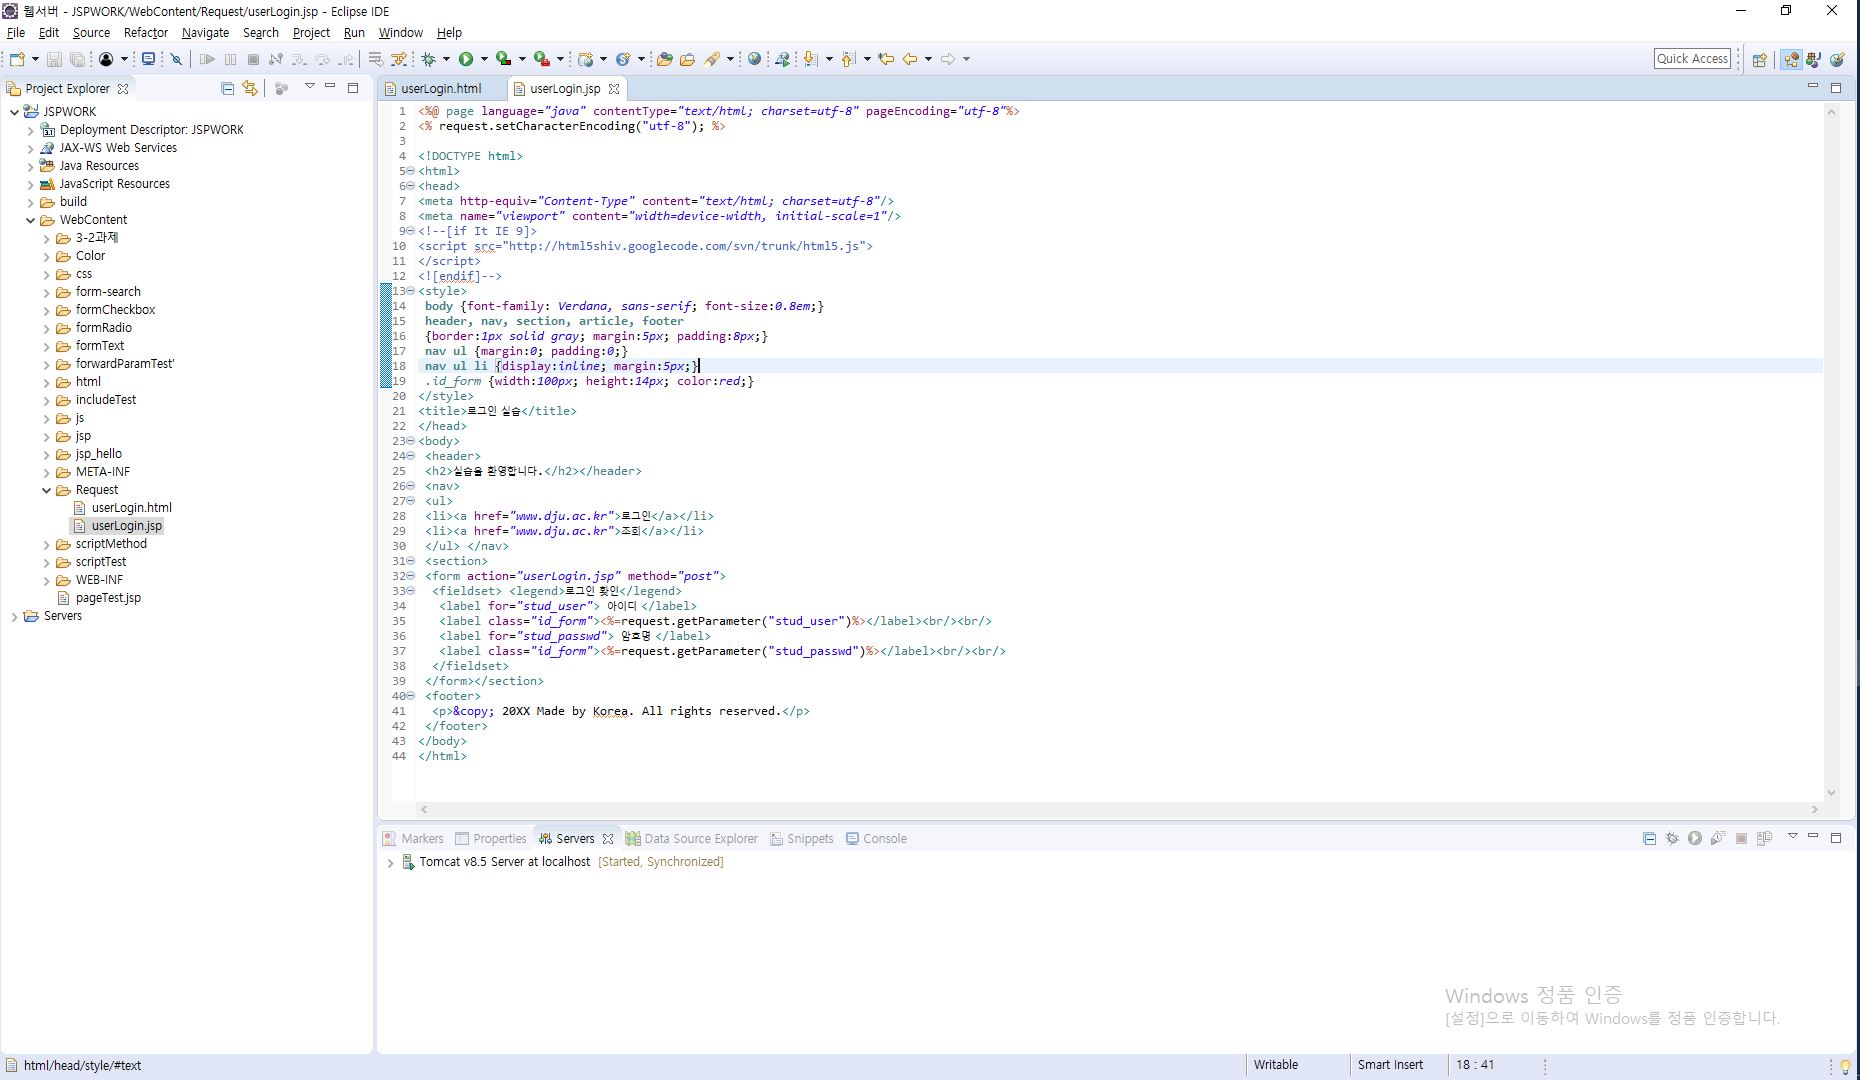 웹서버 - JSPWORK/WebContent/Request/userLogin.jsp - Eclipse IDE
File Edit Source Refactor Navigate Search Project Run Window Help
Quick Access
Project Explorer
JSPWORK
Deployment Descriptor: JSPWORK
JAX-WS Web Services
Java Resources
JavaScript Resources
build
WebContent
3-2과제
Color
css
form-search
formCheckbox
formRadio
formText
forwardParamTest'
html
includeTest
js
jsp
jsp_hello
META-INF
Request
userLogin.html
userLogin.jsp
scriptMethod
scriptTest
WEB-INF
pageTest.jsp
Servers
userLogin.html userLogin.jsp
1 <%@ page language="java" contentType="text/html; charset=utf-8" pageEncoding="utf-8"%>
2 <% request.setCharacterEncoding("utf-8"); %>
3
4 <!DOCTYPE html>
5 <html>
6 <head>
7 <meta http-equiv="Content-Type" content="text/html; charset=utf-8"/>
8 <meta name="viewport" content="width=device-width, initial-scale=1"/>
9 <!--[if It IE 9]>
10 <script src="http://html5shiv.googlecode.com/svn/trunk/html5.js">
11 </script>
12 <![endif]-->
13 <style>
14 body {font-family: Verdana, sans-serif; font-size:0.8em;}
15 header, nav, section, article, footer
16 {border:1px solid gray; margin:5px; padding:8px;}
17 nav ul {margin:0; padding:0;}
18 nav ul li {display:inline; margin:5px;}
19 .id_form {width:100px; height:14px; color:red;}
20 </style>
21 <title>로그인 실습</title>
22 </head>
23 <body>
24 <header>
25 <h2>실습을 환영합니다.</h2></header>
26 <nav>
27 <ul>
28 <li><a href="www.dju.ac.kr">로그인</a></li>
29 <li><a href="www.dju.ac.kr">조회</a></li>
30 </ul> </nav>
31 <section>
32 <form action="userLogin.jsp" method="post">
33 <fieldset> <legend>로그인 홧인</legend>
34 <label for="stud_user"> 아이디 </label>
35 <label class="id_form"><%=request.getParameter("stud_user")%></label><br/><br/>
36 <label for="stud_passwd"> 암호명 </label>
37 <label class="id_form"><%=request.getParameter("stud_passwd")%></label><br/><br/>
38 </fieldset>
39 </form></section>
40 <footer>
41 <p>&copy; 20XX Made by Korea. All rights reserved.</p>
42 </footer>
43 </body>
44 </html>
Markers Properties Servers Data Source Explorer Snippets Console
Tomcat v8.5 Server at localhost [Started, Synchronized]
Windows 정품 인증
[설정]으로 이동하여 Windows를 정품 인증합니다.
html/head/style/#text Writable Smart Insert 18 : 41